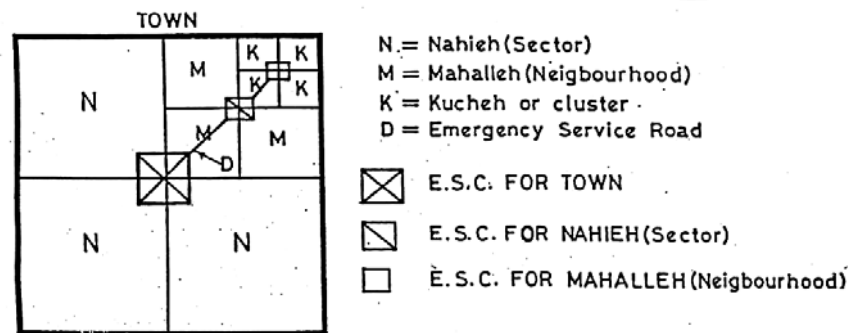 TOWN
N M K K
K K
M M
D
N N
N = Nahieh (Sector)
M = Mahalleh (Neigbourhood)
K = Kucheh or cluster
D = Emergency Service Road
E.S.C. FOR TOWN
E.S.C. FOR NAHIEH (Sector)
E.S.C. FOR MAHALLEH (Neigbourhood)